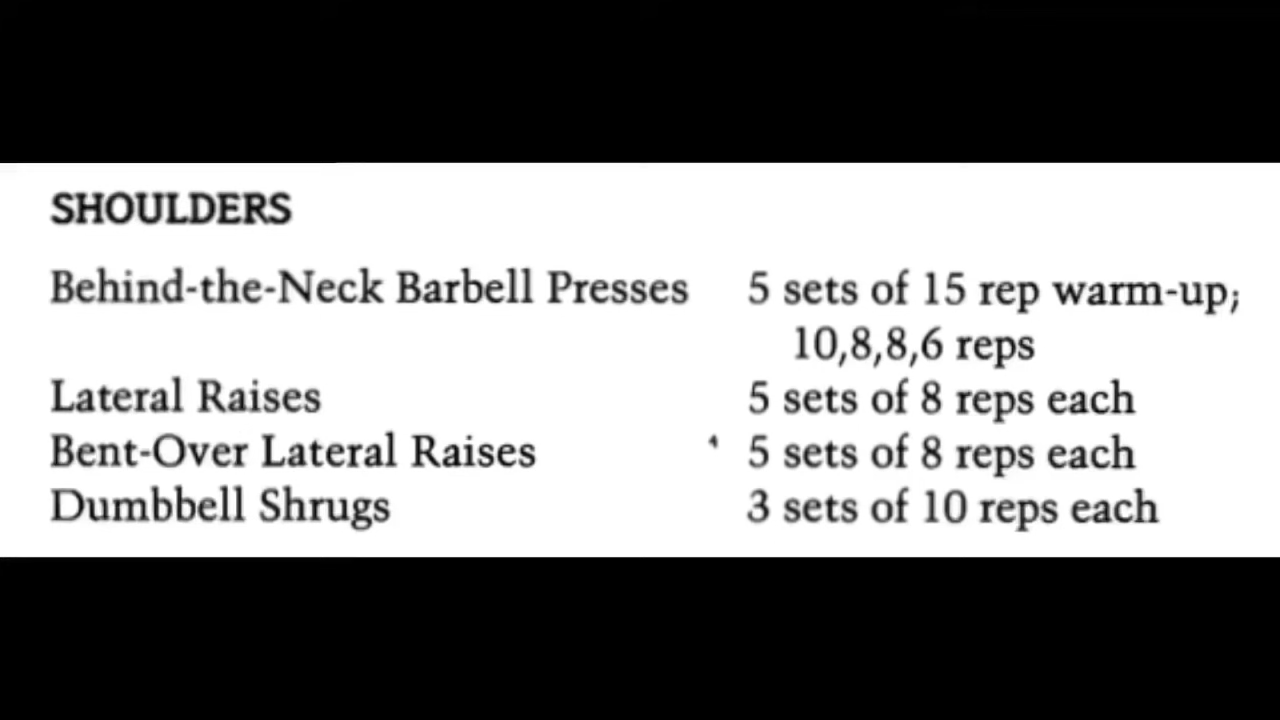 SHOULDERS
Behind-the-Neck Barbell Presses 5 sets of 15 rep warm-up;
10,8,8,6 reps
Lateral Raises 5 sets of 8 reps each
Bent-Over Lateral Raises 5 sets of 8 reps each
Dumbbell Shrugs 3 sets of 10 reps each